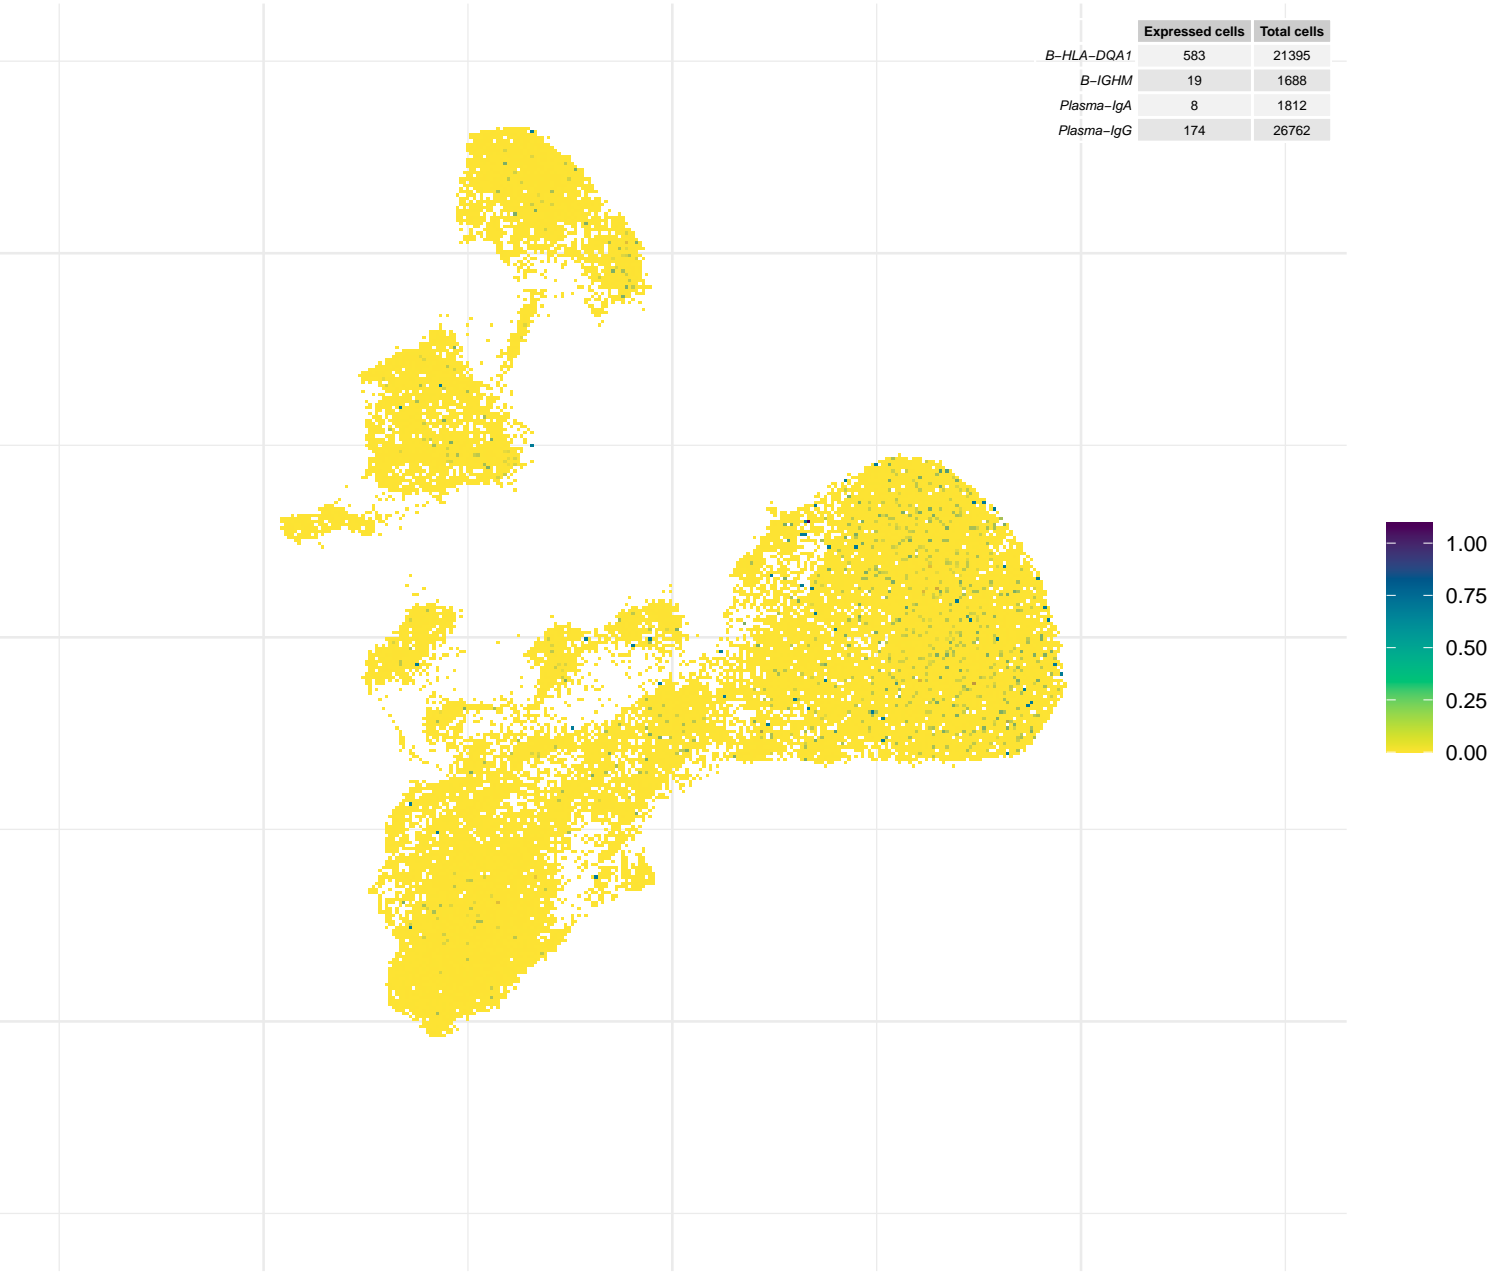 Expressed cells Total cells
B−HLA−DQA1 583 21395
B−IGHM 19 1688
Plasma−IgA 8 1812
Plasma−IgG 174 26762
1.00
0.75
0.50
0.25
0.00